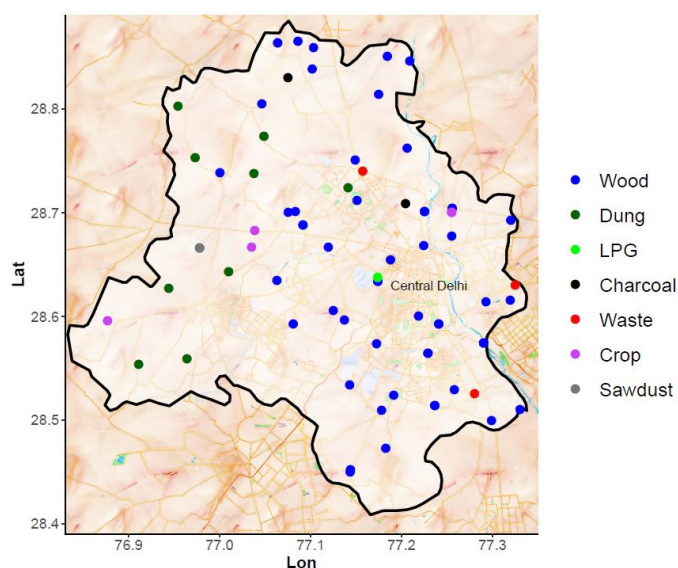 28.8
28.7
28.6
28.5
28.4
Lat
76.9 77.0 77.1 77.2 77.3
Lon
Central Delhi
Wood
Dung
LPG
Charcoal
Waste
Crop
Sawdust